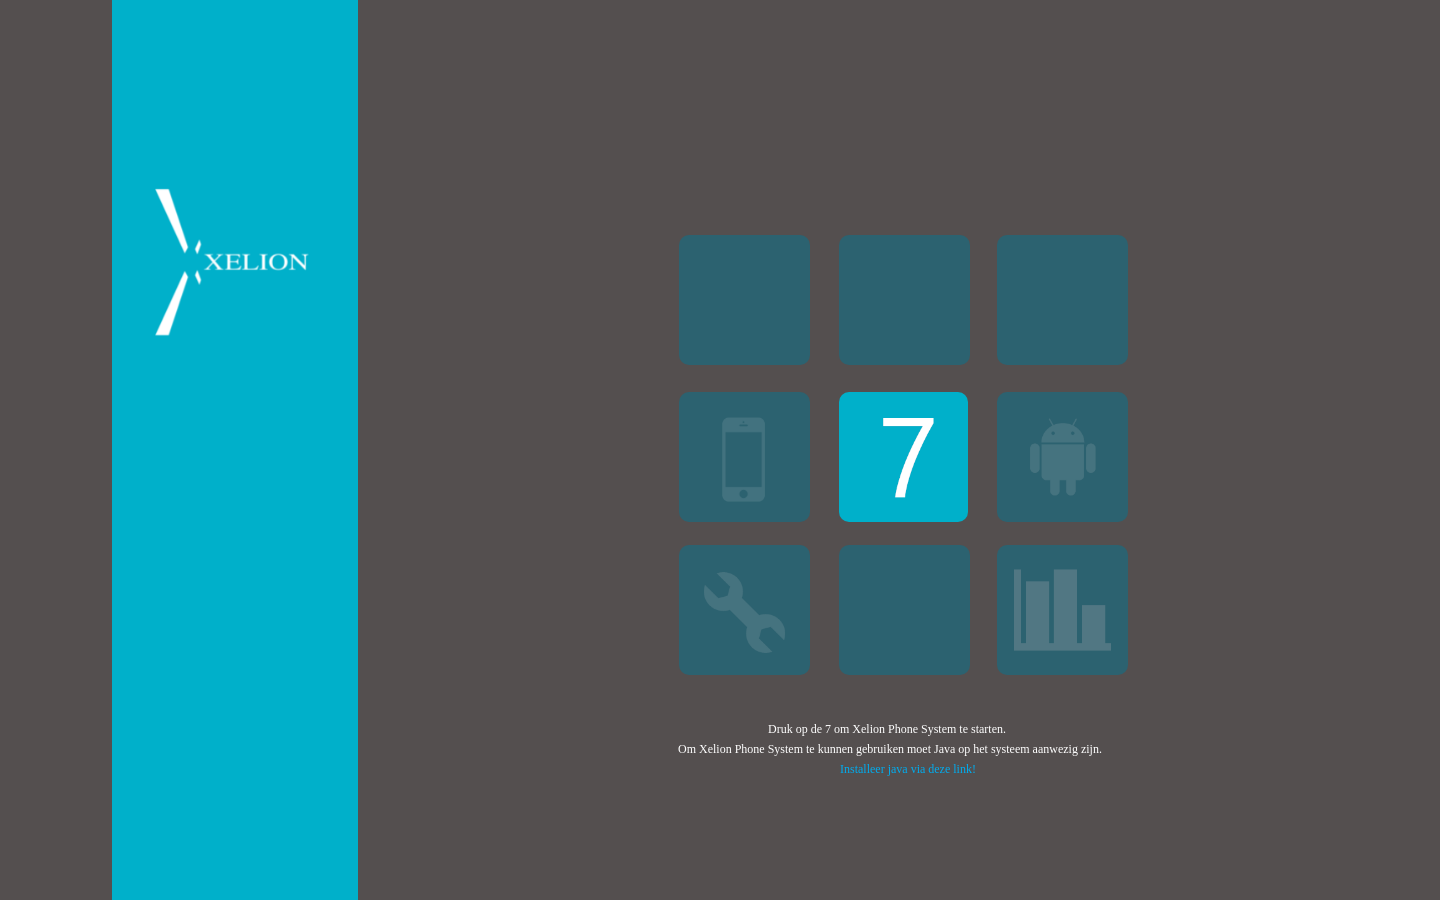 XELION
7
Druk op de 7 om Xelion Phone System te starten.
Om Xelion Phone System te kunnen gebruiken moet Java op het systeem aanwezig zijn.
Installeer java via deze link!